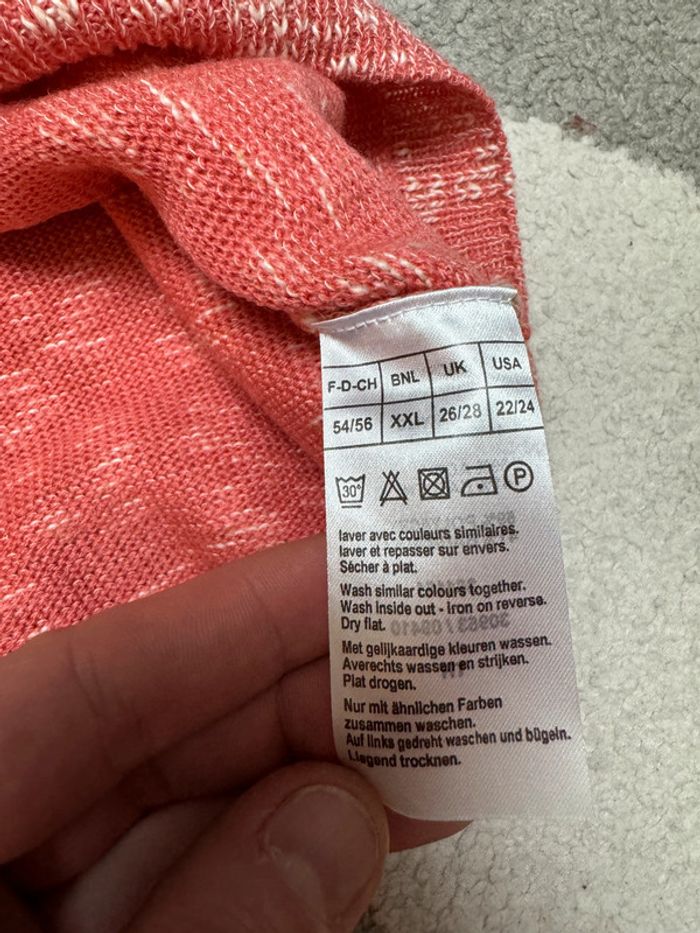 F-D-CH BNL UK USA
54/56 XXL 26/28 22/24
30° P
laver avec couleurs similaires.
laver et repasser sur envers.
Sécher à plat.
Wash similar colours together.
Wash inside out - iron on reverse.
Dry flat.
Met gelijkaardige kleuren wassen.
Averechts wassen en strijken.
Plat drogen.
Nur mit ähnlichen Farben
zusammen waschen.
Auf links gedreht waschen und bügeln.
Liegend trocknen.